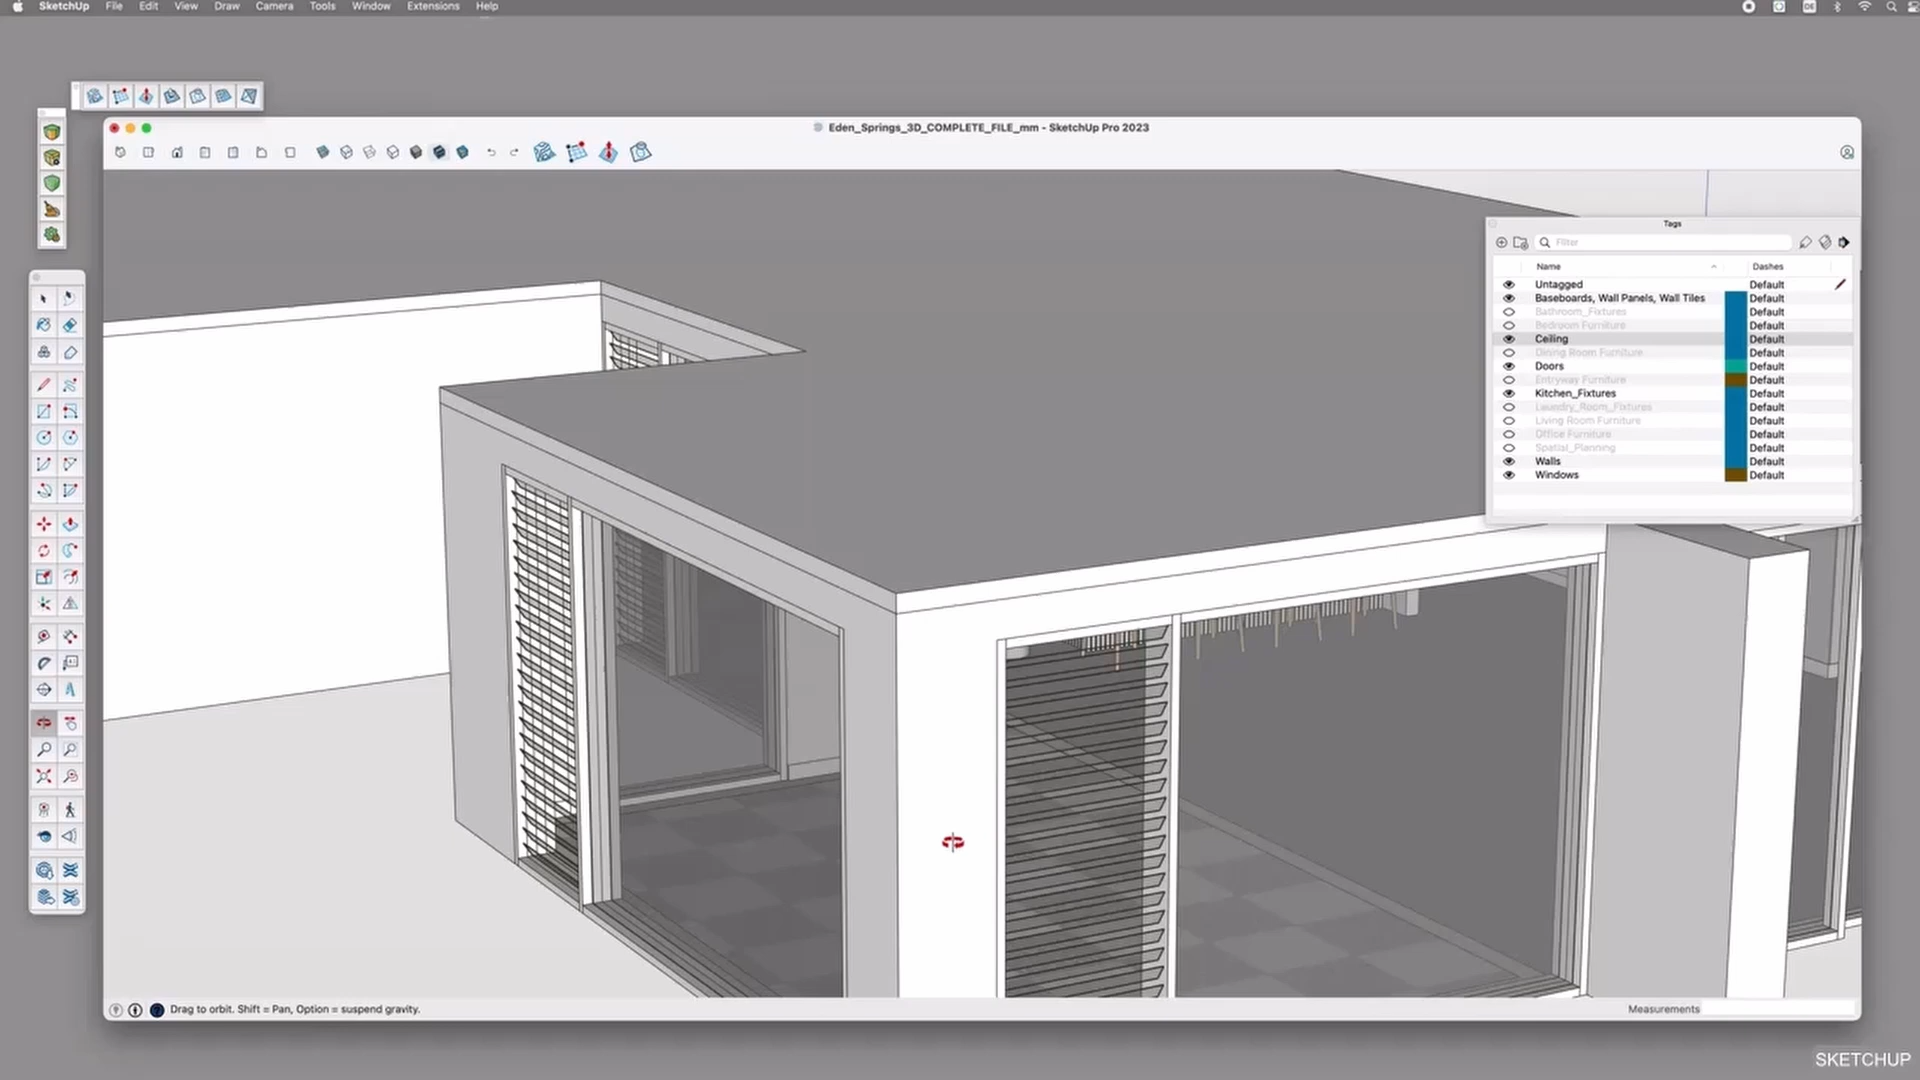 SketchUp File Edit View Draw Camera Tools Window Extensions Help
Eden_Springs_3D_COMPLETE_FILE_mm - SketchUp Pro 2023
Tags
Filter
Name Dashes
Untagged Default
Baseboards, Wall Panels, Wall Tiles Default
Bathroom_Fixtures Default
Bedroom Furniture Default
Ceiling Default
Dining Room Furniture Default
Doors Default
Entryway Furniture Default
Kitchen_Fixtures Default
Laundry_Room_Fixtures Default
Living Room Furniture Default
Office Furniture Default
Spatial_Planning Default
Walls Default
Windows Default
Drag to orbit. Shift = Pan, Option = suspend gravity.
Measurements
SKETCHUP